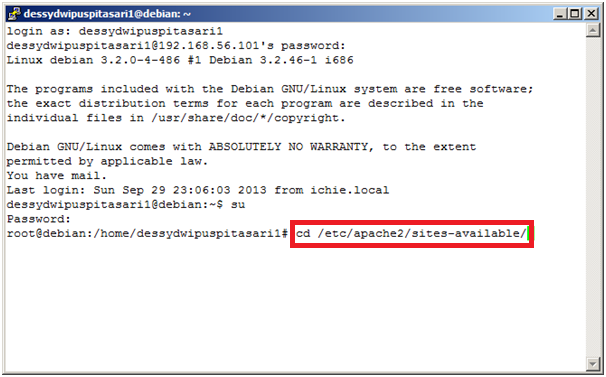 dessydwipuspitasari1@debian: ~
login as: dessydwipuspitasari1
dessydwipuspitasari1@192.168.56.101's password:
Linux debian 3.2.0-4-486 #1 Debian 3.2.46-1 i686
The programs included with the Debian GNU/Linux system are free software;
the exact distribution terms for each program are described in the
individual files in /usr/share/doc/*/copyright.
Debian GNU/Linux comes with ABSOLUTELY NO WARRANTY, to the extent
permitted by applicable law.
You have mail.
Last login: Sun Sep 29 23:06:03 2013 from ichie.local
dessydwipuspitasari1@debian:~$ su
Password:
root@debian:/home/dessydwipuspitasari1# cd /etc/apache2/sites-available/